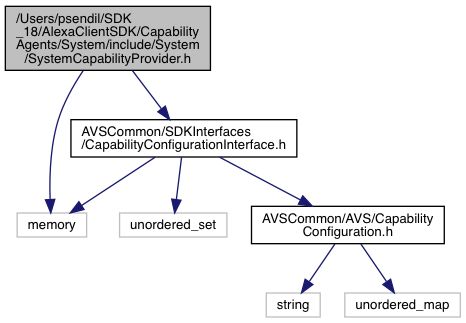 /Users/psendil/SDK
_18/AlexaClientSDK/Capability
Agents/System/include/System
/SystemCapabilityProvider.h
AVSCommon/SDKInterfaces
/CapabilityConfigurationInterface.h
memory
unordered_set
AVSCommon/AVS/Capability
Configuration.h
string
unordered_map